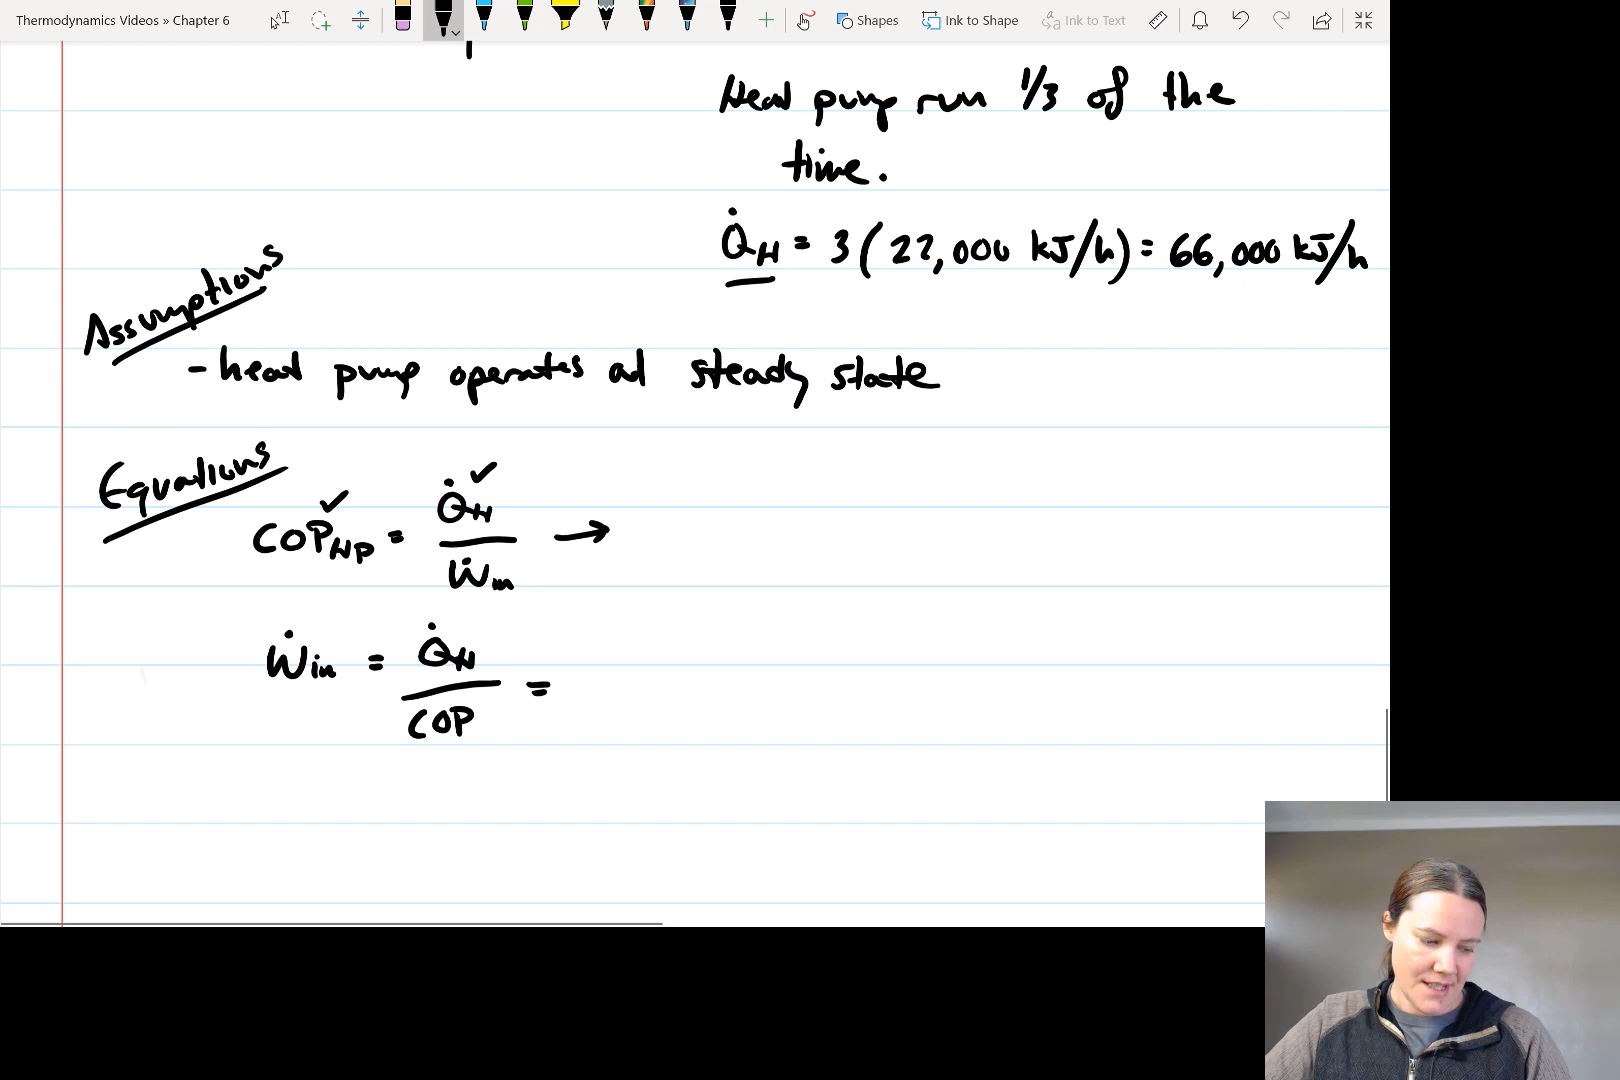 Thermodynamics Videos » Chapter 6
Shapes
Ink to Shape
Ink to Text
Heat pump run 1/3 of the
time.
Q̇H = 3 ( 22,000 kJ/h) = 66,000 kJ/h
Assumptions
- heat pump operates at steady state
Equations
COPHP ✓ = Q̇H ✓ / Ẇin →
Ẇin = Q̇H / COP =